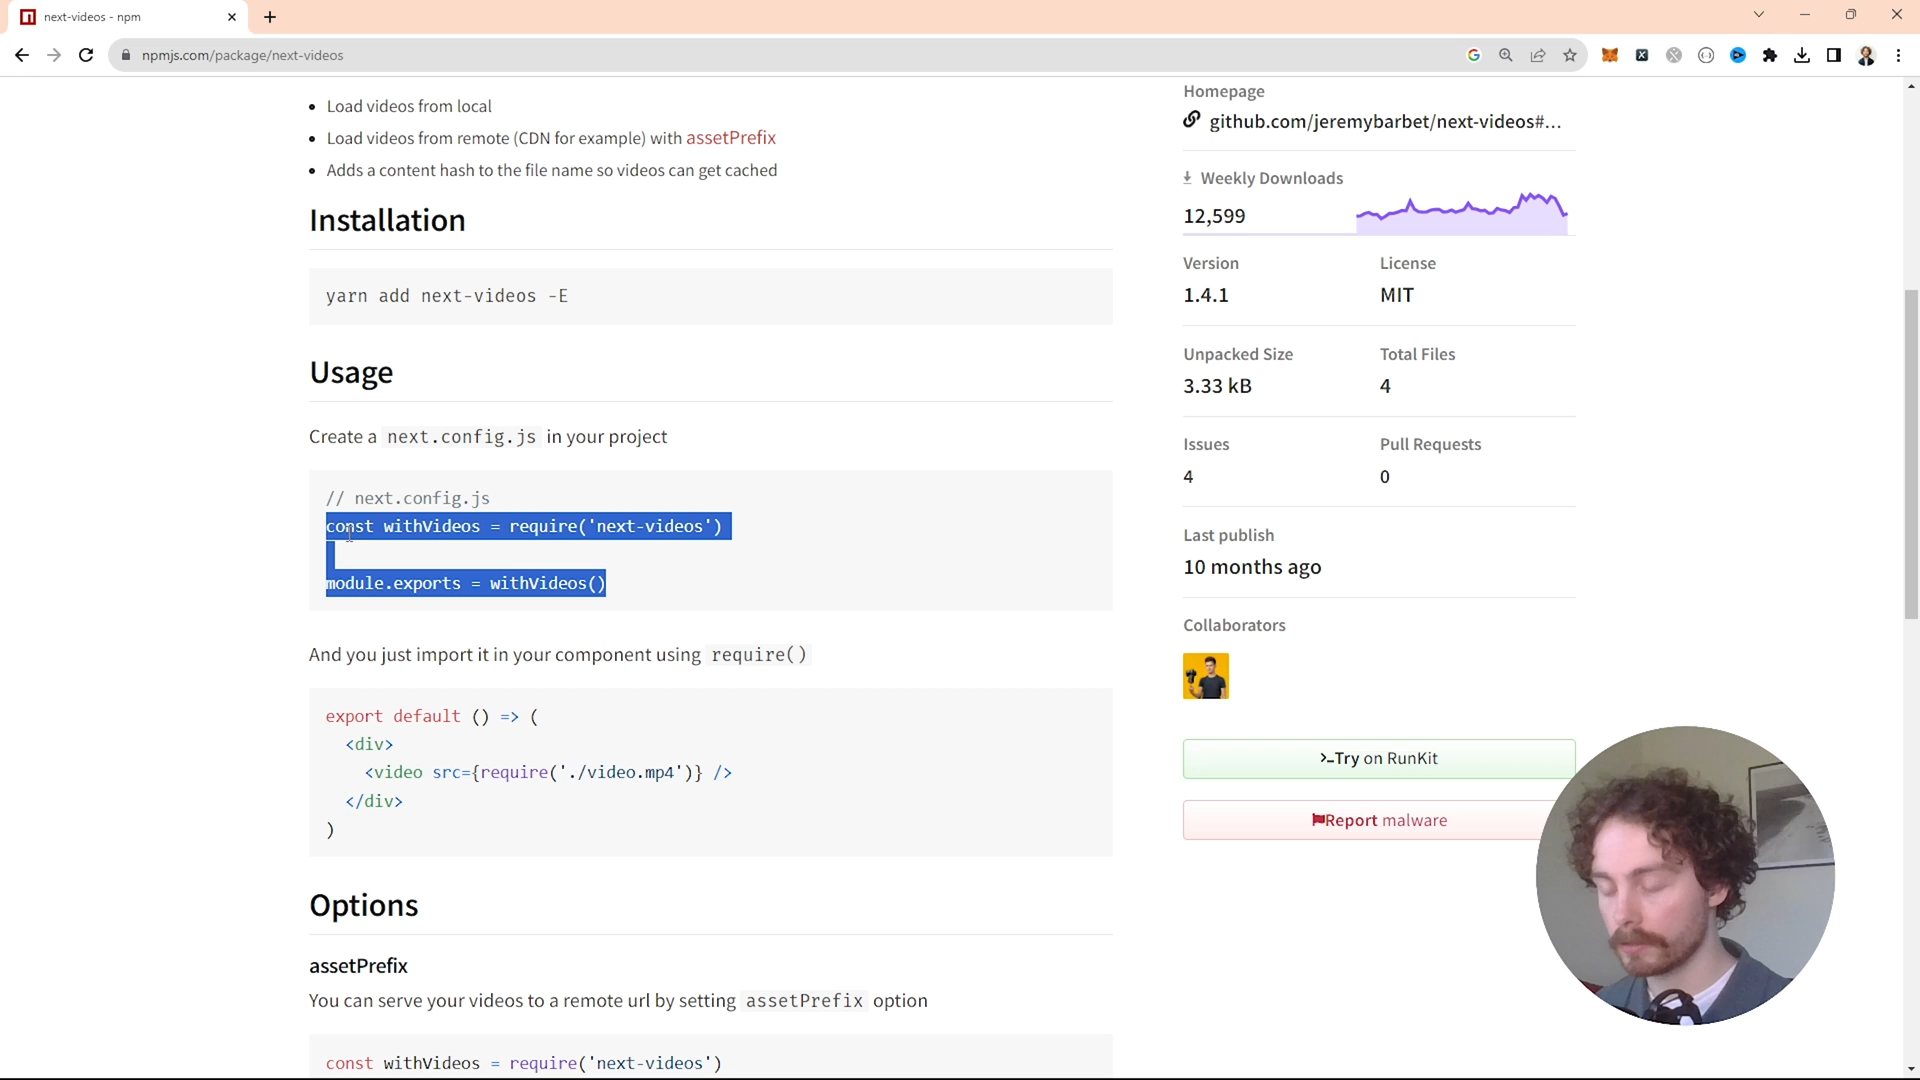 next-videos - npm
npmjs.com/package/next-videos
Load videos from local
Load videos from remote (CDN for example) with assetPrefix
Adds a content hash to the file name so videos can get cached
Installation
yarn add next-videos -E
Usage
Create a next.config.js in your project
// next.config.js
const withVideos = require('next-videos')
module.exports = withVideos()
And you just import it in your component using require()
export default () => (
<div>
<video src={require('./video.mp4')} />
</div>
)
Options
assetPrefix
You can serve your videos to a remote url by setting assetPrefix option
const withVideos = require('next-videos')
Homepage
github.com/jeremybarbet/next-videos#...
Weekly Downloads
12,599
Version
License
1.4.1
MIT
Unpacked Size
Total Files
3.33 kB
4
Issues
Pull Requests
4
0
Last publish
10 months ago
Collaborators
>-Try on RunKit
Report malware